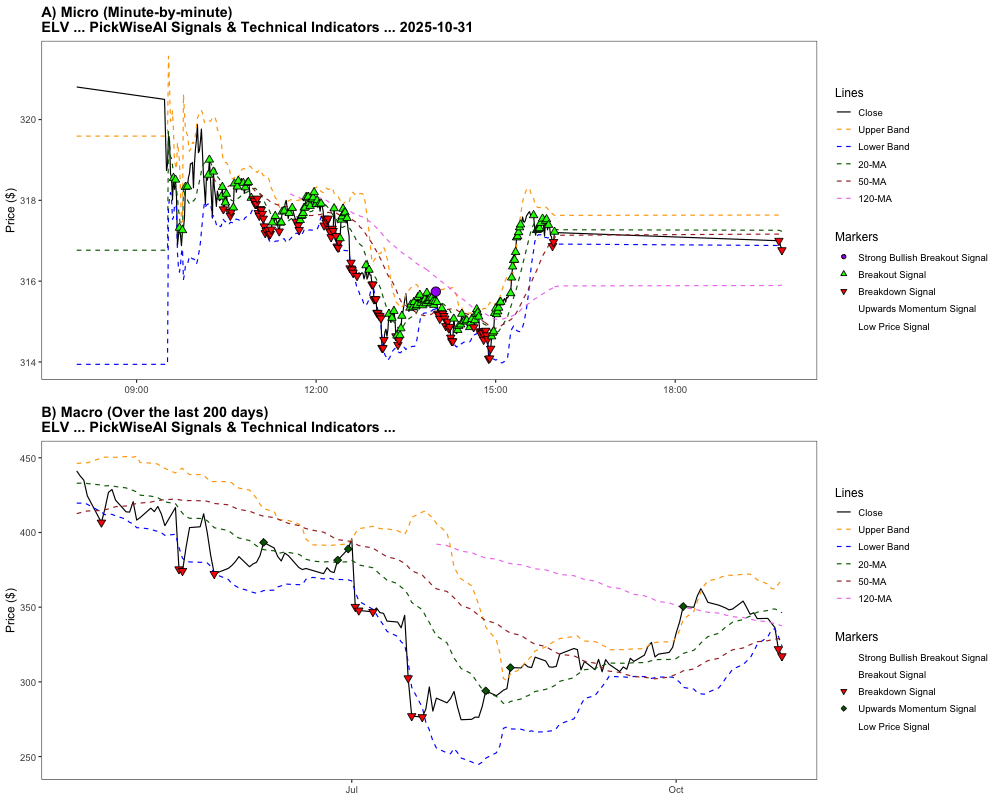 A) Micro (Minute-by-minute)
ELV ... PickWiseAI Signals & Technical Indicators ... 2025-10-31
Price ($)
320
318
316
314
09:00
12:00
15:00
18:00
Lines
Close
Upper Band
Lower Band
20-MA
50-MA
120-MA
Markers
Strong Bullish Breakout Signal
Breakout Signal
Breakdown Signal
Upwards Momentum Signal
Low Price Signal
B) Macro (Over the last 200 days)
ELV ... PickWiseAI Signals & Technical Indicators ...
Price ($)
450
400
350
300
250
Jul
Oct
Lines
Close
Upper Band
Lower Band
20-MA
50-MA
120-MA
Markers
Strong Bullish Breakout Signal
Breakout Signal
Breakdown Signal
Upwards Momentum Signal
Low Price Signal